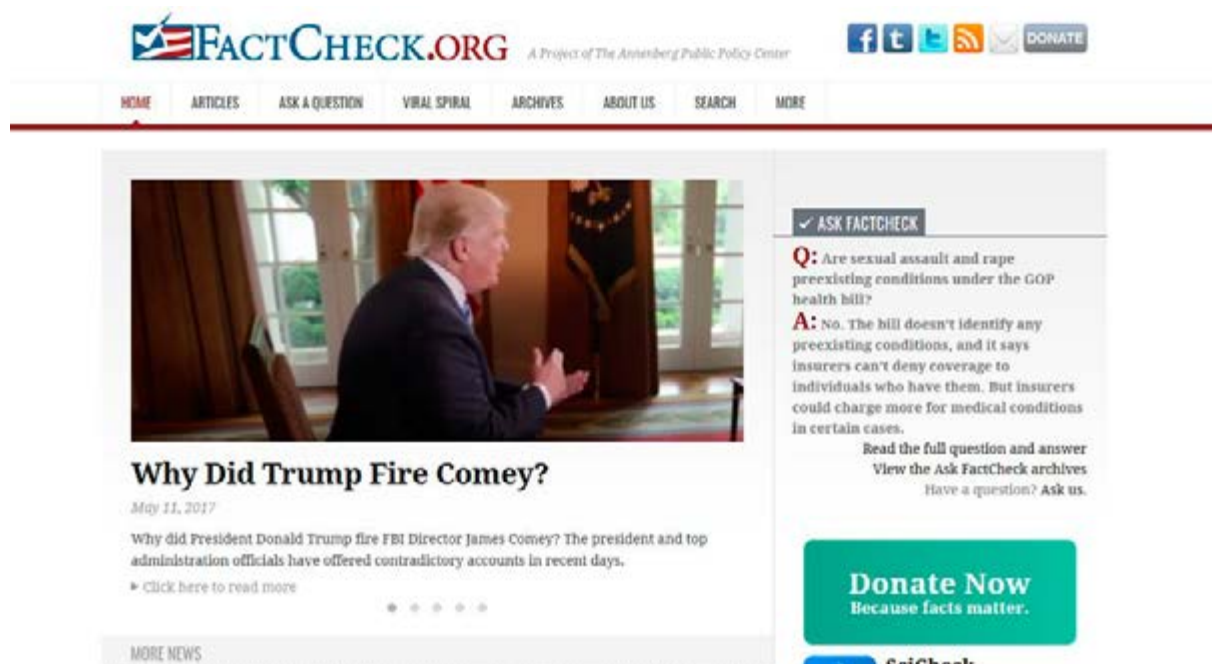 FACTCHECK.ORG A Project of The Annenberg Public Policy Center
DONATE
HOME ARTICLES ASK A QUESTION VIRAL SPIRAL ARCHIVES ABOUT US SEARCH MORE
Why Did Trump Fire Comey?
May 11, 2017
Why did President Donald Trump fire FBI Director James Comey? The president and top
administration officials have offered contradictory accounts in recent days.
Click here to read more
MORE NEWS
ASK FACTCHECK
Q: Are sexual assault and rape
preexisting conditions under the GOP
health bill?
A: No. The bill doesn't identify any
preexisting conditions, and it says
insurers can't deny coverage to
individuals who have them. But insurers
could charge more for medical conditions
in certain cases.
Read the full question and answer
View the Ask FactCheck archives
Have a question? Ask us.
Donate Now
Because facts matter.
SciCheck